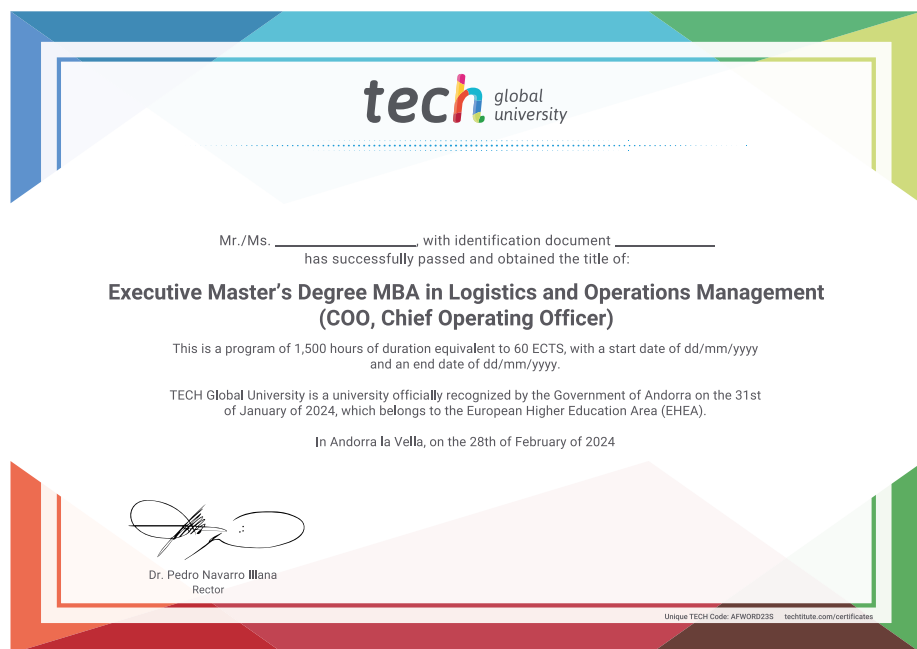 tech global university
Mr./Ms. ______________, with identification document __________
has successfully passed and obtained the title of:
Executive Master’s Degree MBA in Logistics and Operations Management
(COO, Chief Operating Officer)
This is a program of 1,500 hours of duration equivalent to 60 ECTS, with a start date of dd/mm/yyyy
and an end date of dd/mm/yyyy.
TECH Global University is a university officially recognized by the Government of Andorra on the 31st
of January of 2024, which belongs to the European Higher Education Area (EHEA).
In Andorra la Vella, on the 28th of February of 2024
Dr. Pedro Navarro Illana
Rector
Unique TECH Code: AFWORD23S techtitute.com/certificates